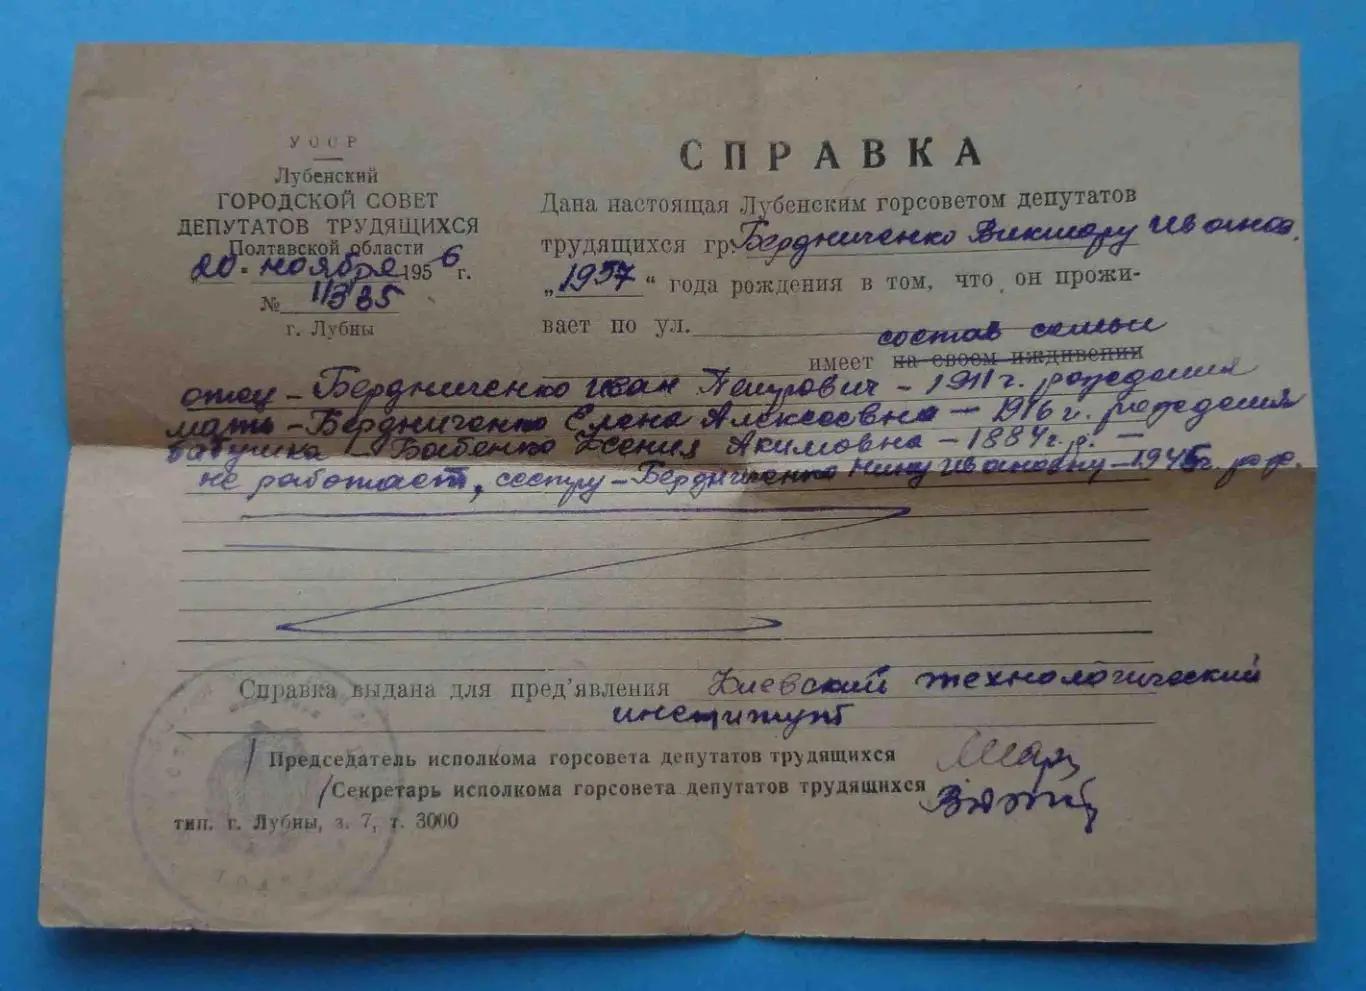 УССР
Лубенский
ГОРОДСКОЙ СОВЕТ
ДЕПУТАТОВ ТРУДЯЩИХСЯ
Полтавской области
„20" ноября 1956 г.
№ 11335
г. Лубны
СПРАВКА
Дана настоящая Лубенским горсоветом депутатов
трудящихся гр. Бердниченко Виктору Иванов.
„1937" года рождения в том, что он прожи-
вает по ул.
состав семьи
имеет на своем иждивении
отец - Бердниченко Иван Петрович - 1911 г. рождения
мать - Бердниченко Елена Алексеевна - 1916 г. рождения
бабушка - Бабенко Ксения Акимовна - 1884 г. р. -
не работает, сестру - Бердниченко Нину Ивановну - 1945 г. рож.
Справка выдана для пред'явления Киевский технологический
институт
Председатель исполкома горсовета депутатов трудящихся
Секретарь исполкома горсовета депутатов трудящихся
тип. г. Лубны, з. 7, т. 3000